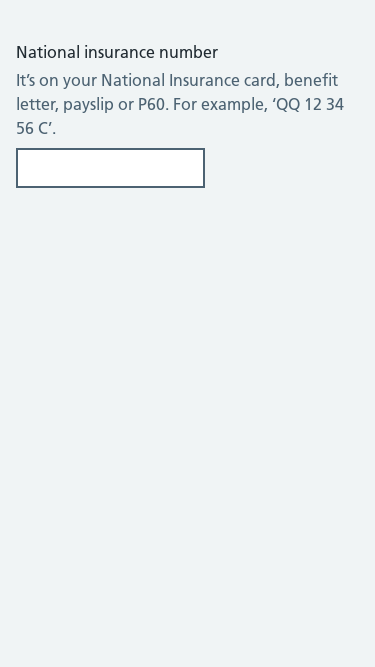 National insurance number
It’s on your National Insurance card, benefit
letter, payslip or P60. For example, ‘QQ 12 34
56 C’.